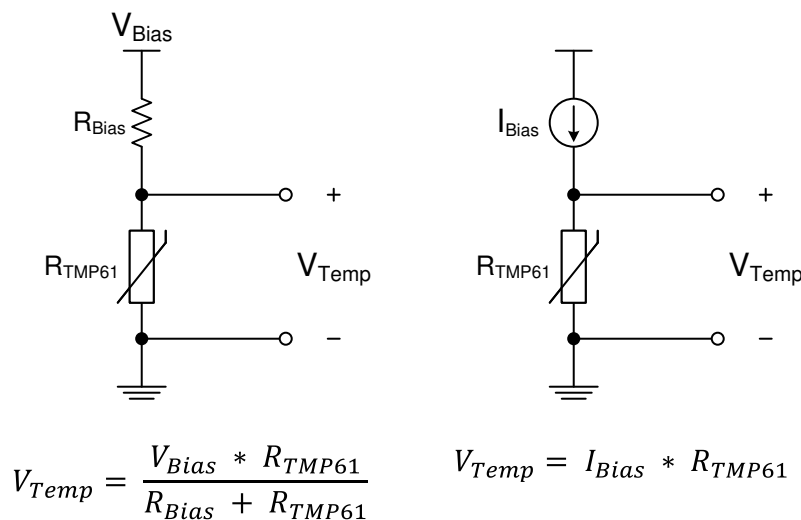 V_Bias
R_Bias
+
R_TMP61
V_Temp
−
V_Temp = V_Bias * R_TMP61 / R_Bias + R_TMP61
I_Bias
+
R_TMP61
V_Temp
−
V_Temp = I_Bias * R_TMP61